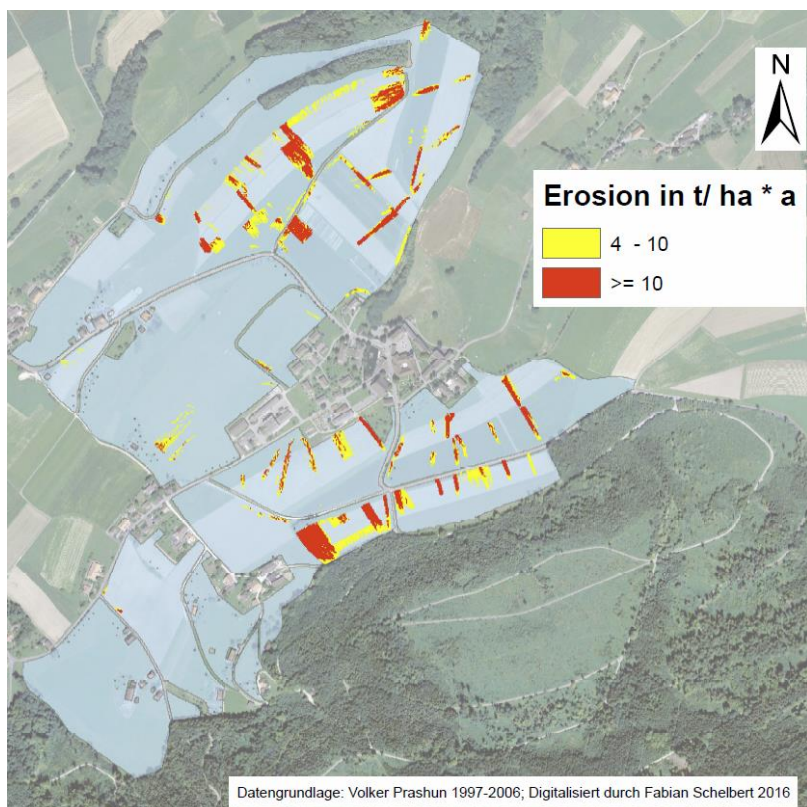 N
Erosion in t/ ha * a
4 - 10
>= 10
Datengrundlage: Volker Prashun 1997-2006; Digitalisiert durch Fabian Schelbert 2016